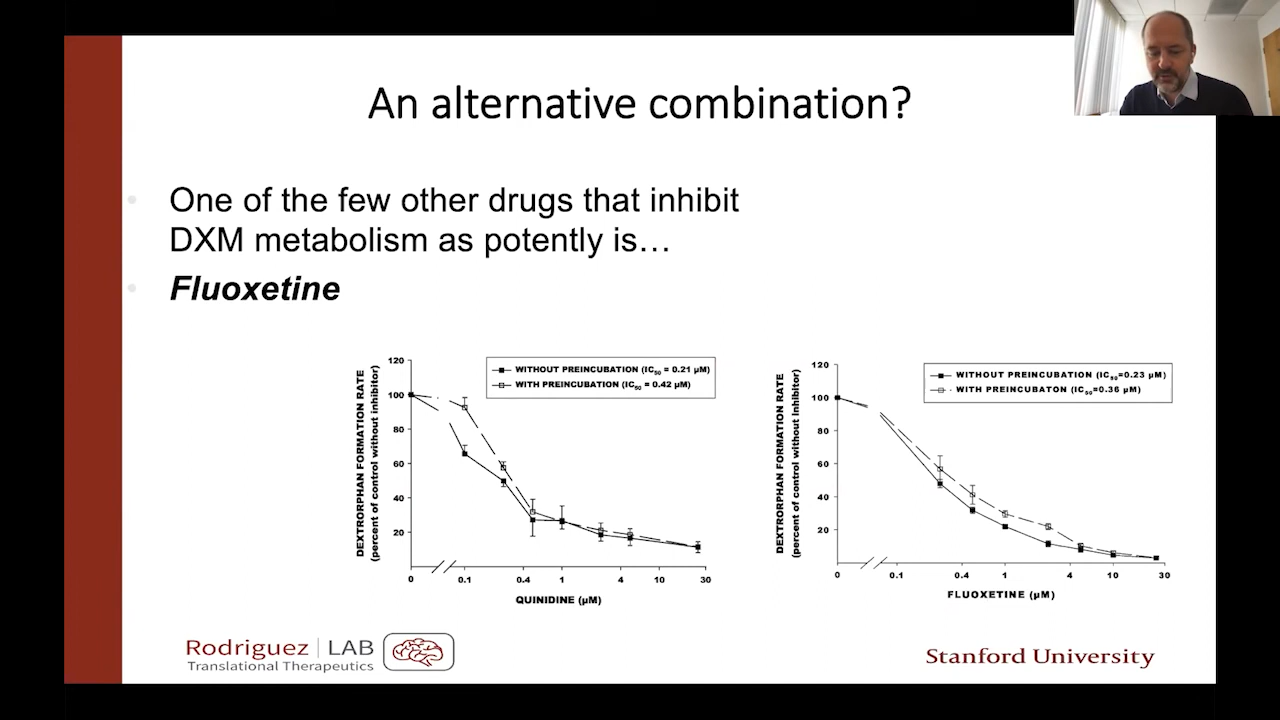 An alternative combination?
• One of the few other drugs that inhibit
DXM metabolism as potently is…
• Fluoxetine
DEXTRORPHAN FORMATION RATE
(percent of control without inhibitor)
120
100
80
60
40
20
WITHOUT PREINCUBATION (IC50 = 0.21 µM)
WITH PREINCUBATION (IC50 = 0.42 µM)
0 0.1 0.4 1 4 10 30
QUINIDINE (µM)
DEXTRORPHAN FORMATION RATE
(percent of control without inhibitor)
120
100
80
60
40
20
WITHOUT PREINCUBATION (IC50=0.23 µM)
WITH PREINCUBATON (IC50=0.36 µM)
0 0.1 0.4 1 4 10 30
FLUOXETINE (µM)
Rodriguez | LAB
Translational Therapeutics
Stanford University